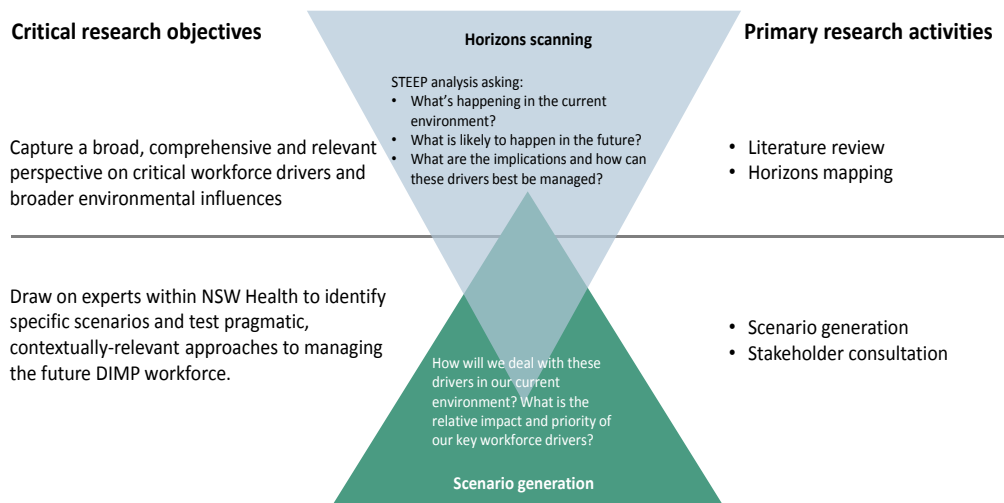 Critical research objectives
Horizons scanning
Primary research activities
STEEP analysis asking:
• What's happening in the current
environment?
• What is likely to happen in the future?
• What are the implications and how can
these drivers best be managed?
Capture a broad, comprehensive and relevant
perspective on critical workforce drivers and
broader environmental influences
• Literature review
• Horizons mapping
Draw on experts within NSW Health to identify
specific scenarios and test pragmatic,
contextually-relevant approaches to managing
the future DIMP workforce.
• Scenario generation
• Stakeholder consultation
How will we deal with these
drivers in our current
environment? What is the
relative impact and priority of
our key workforce drivers?
Scenario generation